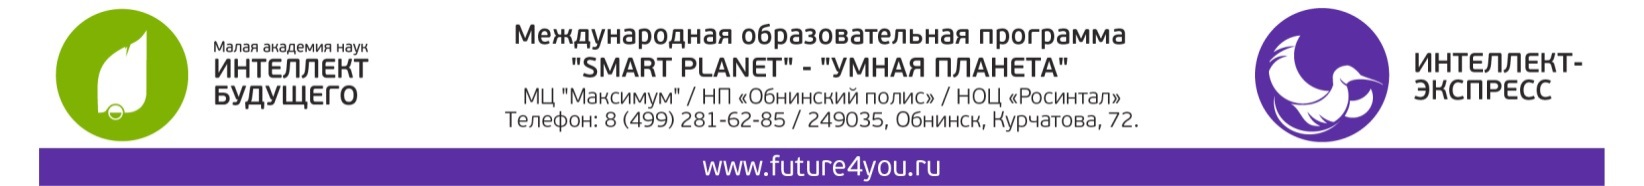 Малая академия наук
ИНТЕЛЛЕКТ
БУДУЩЕГО
Международная образовательная программа
"SMART PLANET" - "УМНАЯ ПЛАНЕТА"
МЦ "Максимум" / НП «Обнинский полис» / НОЦ «Росинтал»
Телефон: 8 (499) 281-62-85 / 249035, Обнинск, Курчатова, 72.
ИНТЕЛЛЕКТ-
ЭКСПРЕСС
www.future4you.ru